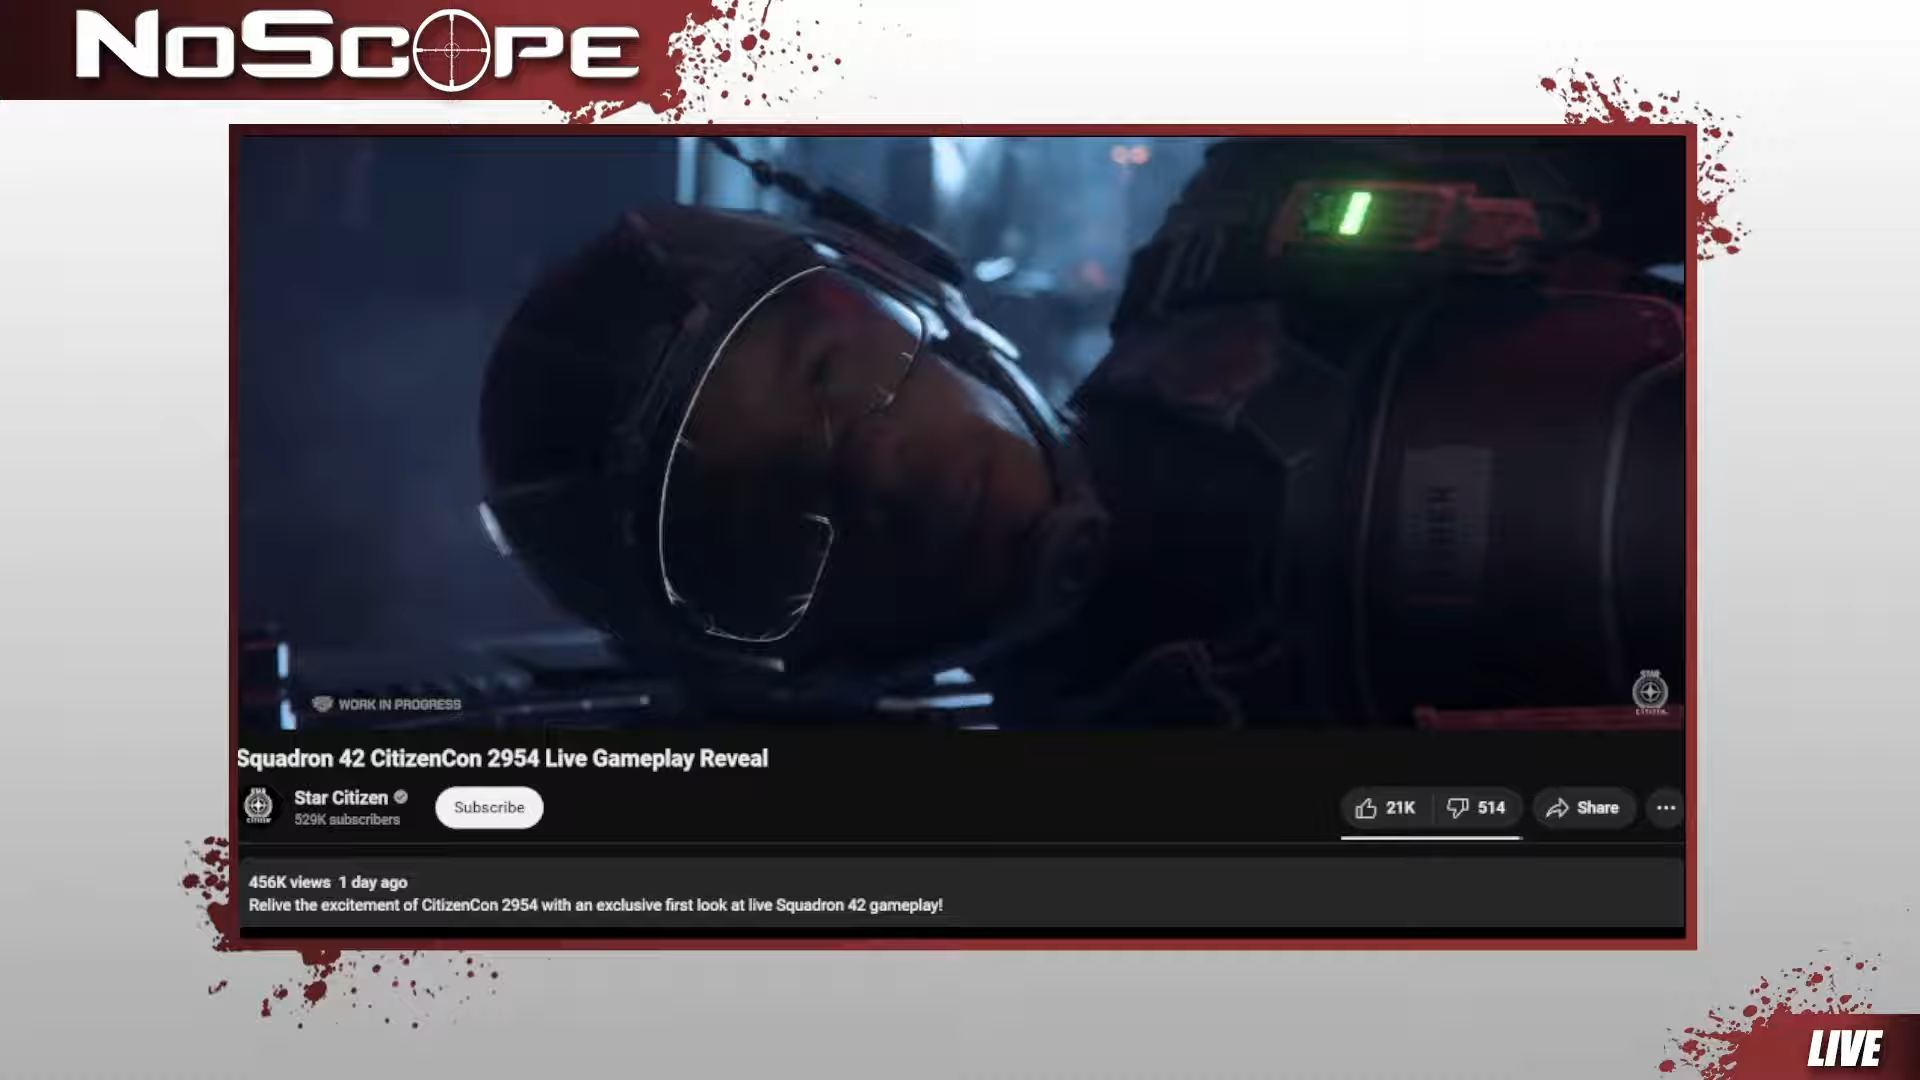 NoScope
WORK IN PROGRESS
STAR
CITIZEN
Squadron 42 CitizenCon 2954 Live Gameplay Reveal
Star Citizen
529K subscribers
Subscribe
21K
514
Share
456K views 1 day ago
Relive the excitement of CitizenCon 2954 with an exclusive first look at live Squadron 42 gameplay!
LIVE